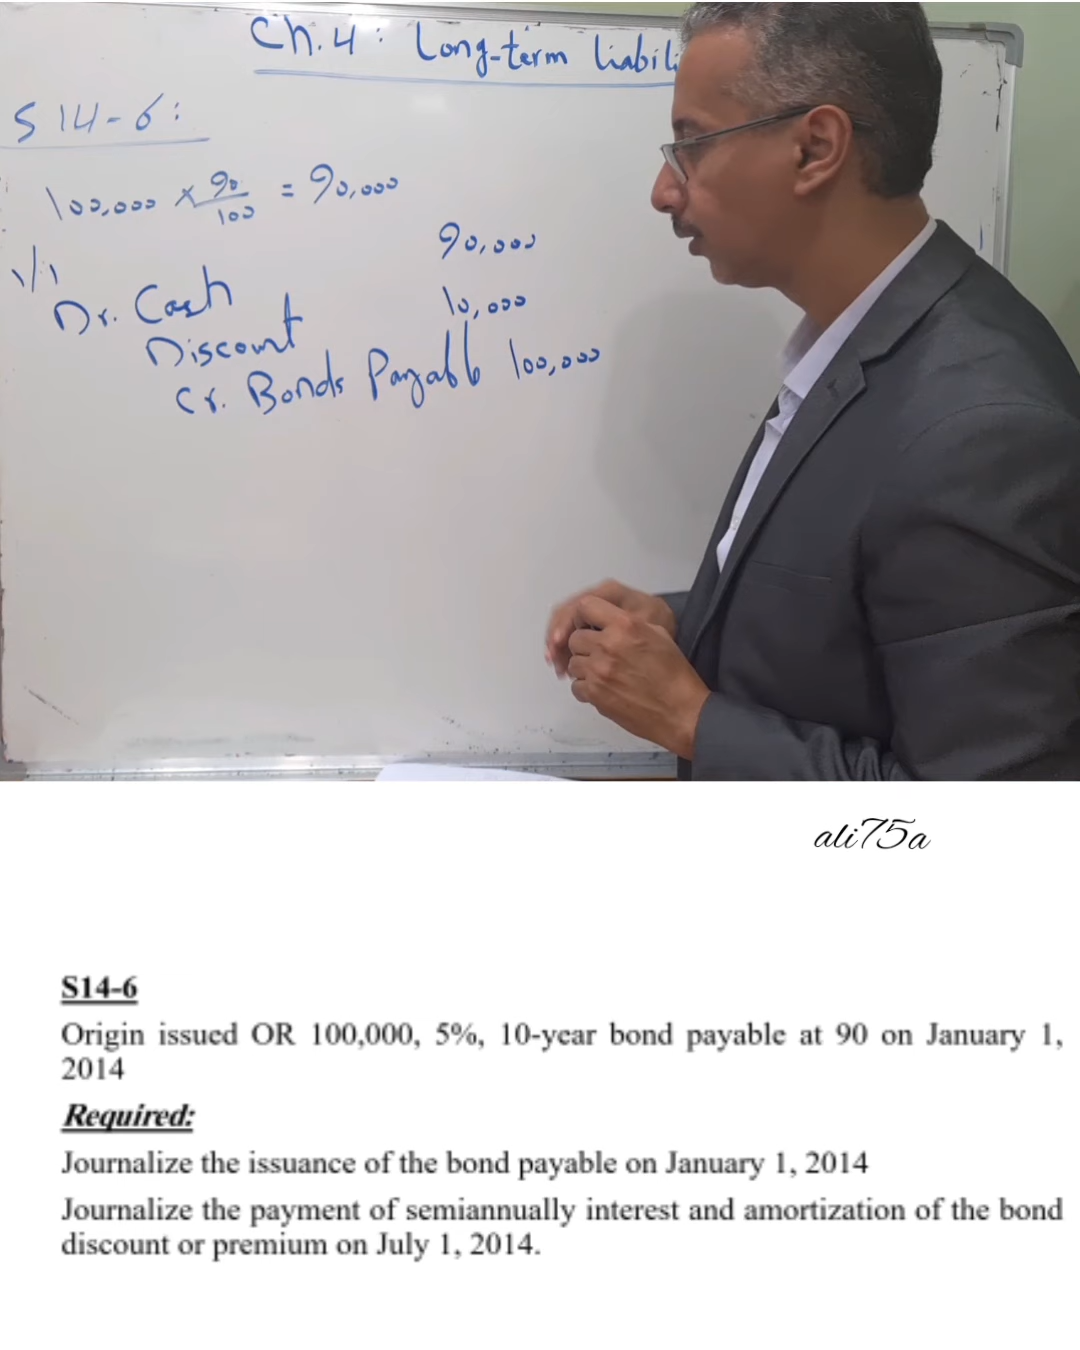 Ch.4: Long-term liabili
S 14-6:
100,000 × 90/100 = 90,000
1/1
Dr. Cash 90,000
Discount 10,000
Cr. Bonds Payable 100,000
ali75a
S14-6
Origin issued OR 100,000, 5%, 10-year bond payable at 90 on January 1,
2014
Required:
Journalize the issuance of the bond payable on January 1, 2014
Journalize the payment of semiannually interest and amortization of the bond
discount or premium on July 1, 2014.